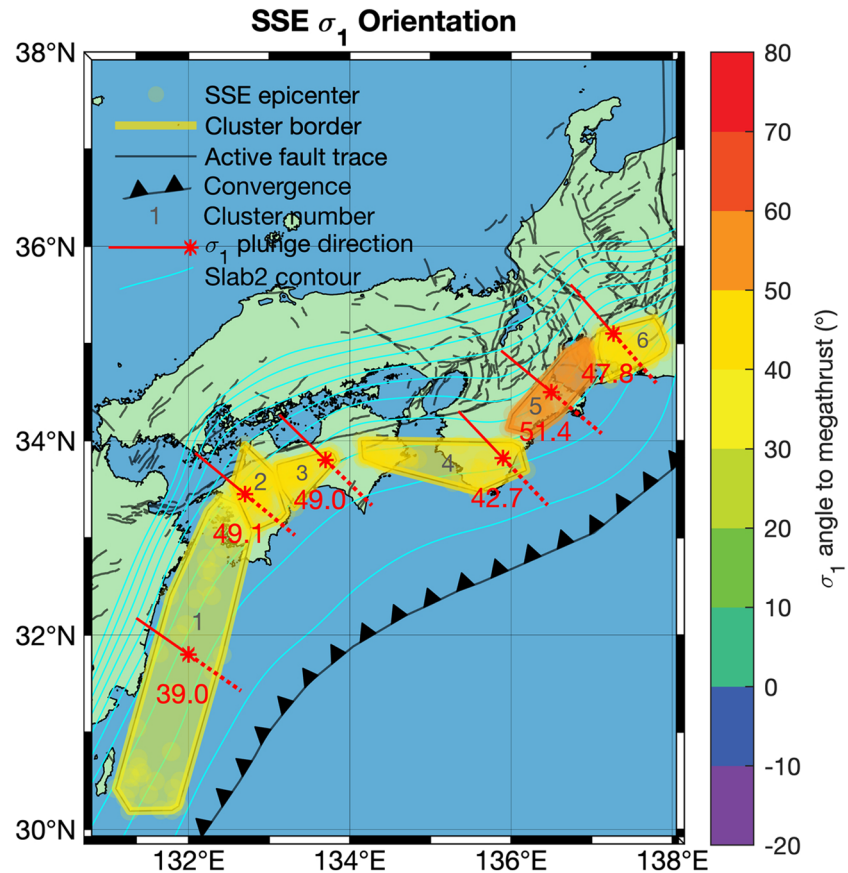 SSE σ1 Orientation
38°N
36°N
34°N
32°N
30°N
132°E
134°E
136°E
138°E
SSE epicenter
Cluster border
Active fault trace
Convergence
1 Cluster number
σ1 plunge direction
Slab2 contour
1
39.0
2
49.1
3
49.0
4
42.7
5
51.4
6
47.8
80
70
60
50
40
30
20
10
0
-10
-20
σ1 angle to megathrust (°)